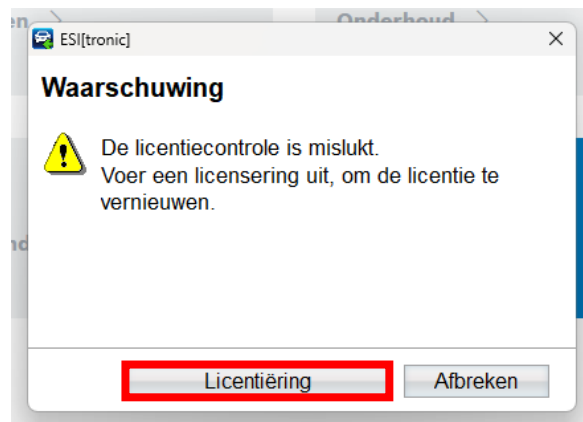 Onderhoud
ESI[tronic]
Waarschuwing
De licentiecontrole is mislukt.
Voer een licensering uit, om de licentie te
vernieuwen.
Licentiëring
Afbreken